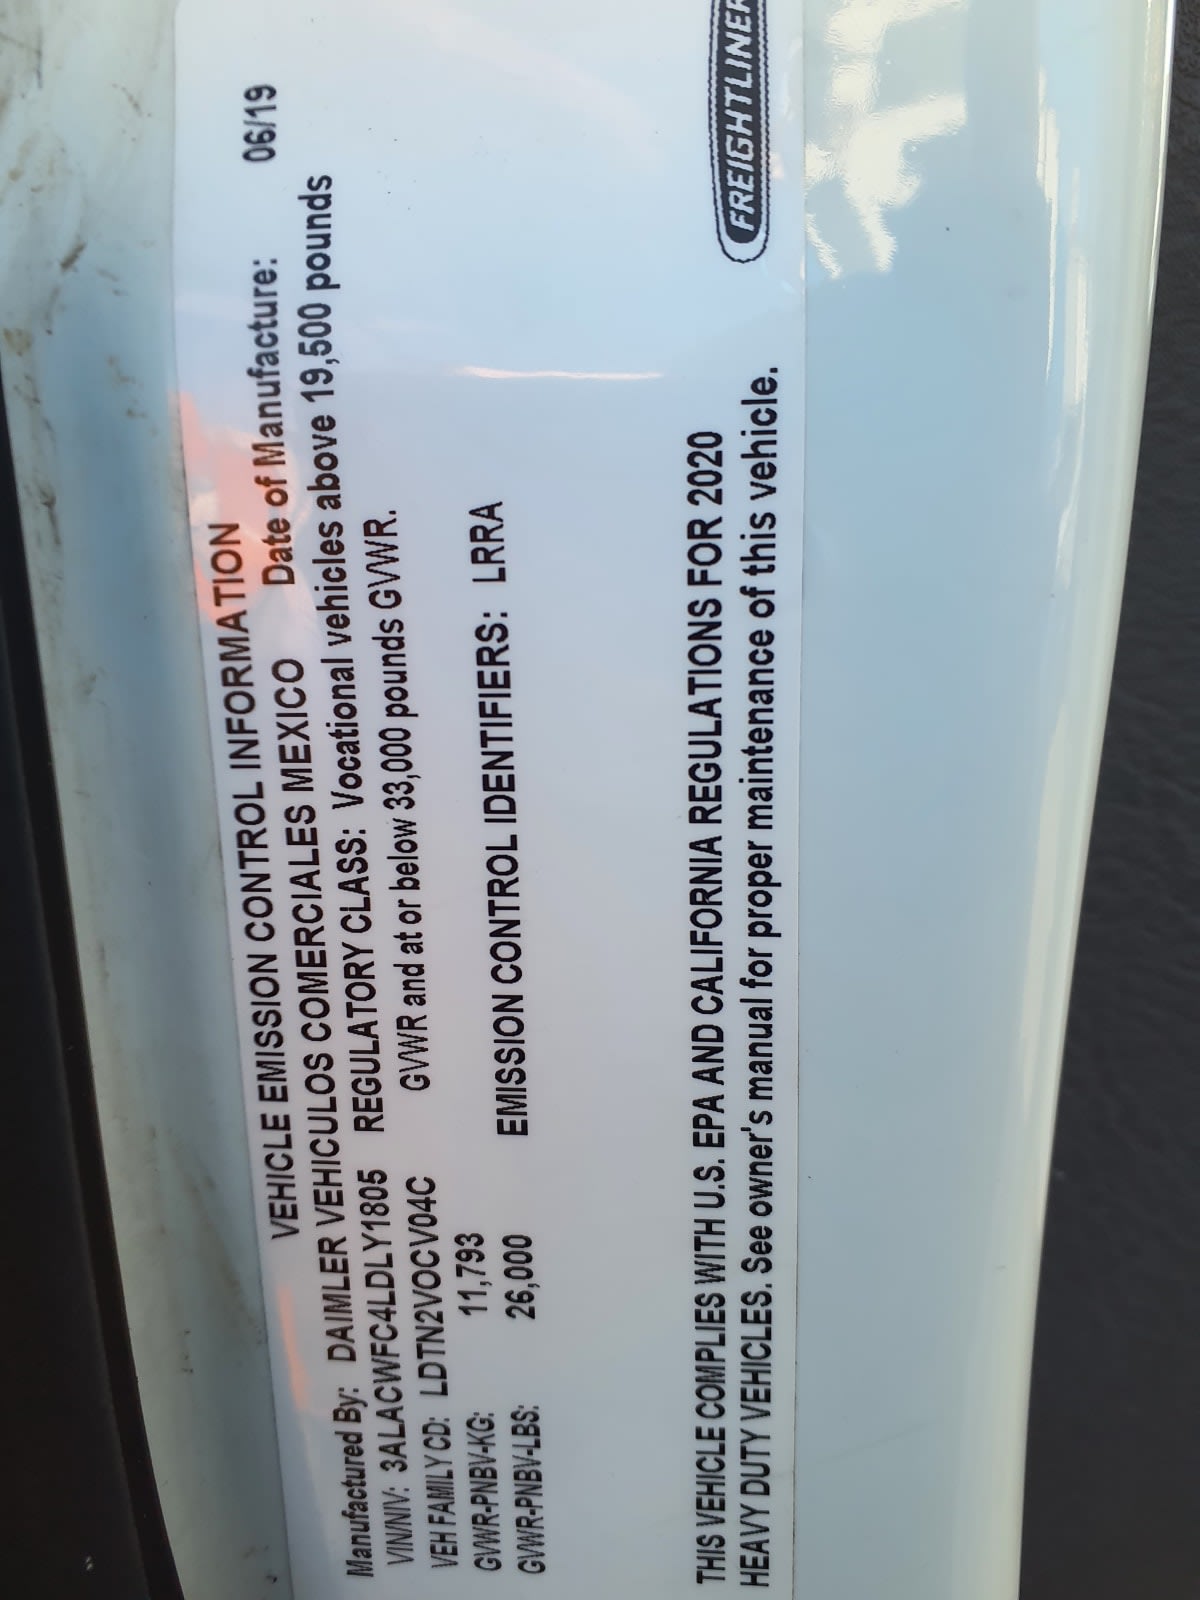 VEHICLE EMISSION CONTROL INFORMATION
Manufactured By: DAIMLER VEHICULOS COMERCIALES MEXICO Date of Manufacture: 06/19
VIN/NIV: 3ALACWFC4LDLY1805 REGULATORY CLASS: Vocational vehicles above 19,500 pounds
VEH FAMILY CD: LDTN2VOCV04C GVWR and at or below 33,000 pounds GVWR.
GVWR-PNBV-KG: 11,793
GVWR-PNBV-LBS: 26,000 EMISSION CONTROL IDENTIFIERS: LRRA
THIS VEHICLE COMPLIES WITH U.S. EPA AND CALIFORNIA REGULATIONS FOR 2020
HEAVY DUTY VEHICLES. See owner's manual for proper maintenance of this vehicle.
FREIGHTLINER